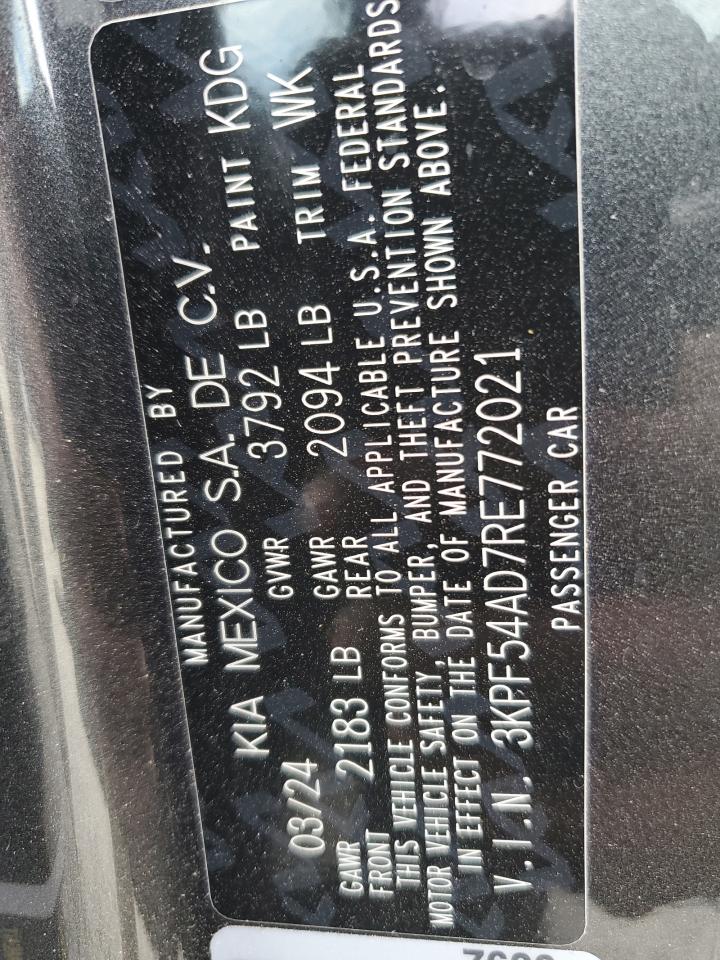 MANUFACTURED BY
KIA MEXICO S.A. DE C.V.
03/24 GVWR 3792 LB PAINT KDG
GAWR FRONT 2183 LB GAWR REAR 2094 LB TRIM WK
THIS VEHICLE CONFORMS TO ALL APPLICABLE U.S.A. FEDERAL
MOTOR VEHICLE SAFETY, BUMPER, AND THEFT PREVENTION STANDARDS
IN EFFECT ON THE DATE OF MANUFACTURE SHOWN ABOVE.
V.I.N. 3KPF54AD7RE772021
PASSENGER CAR